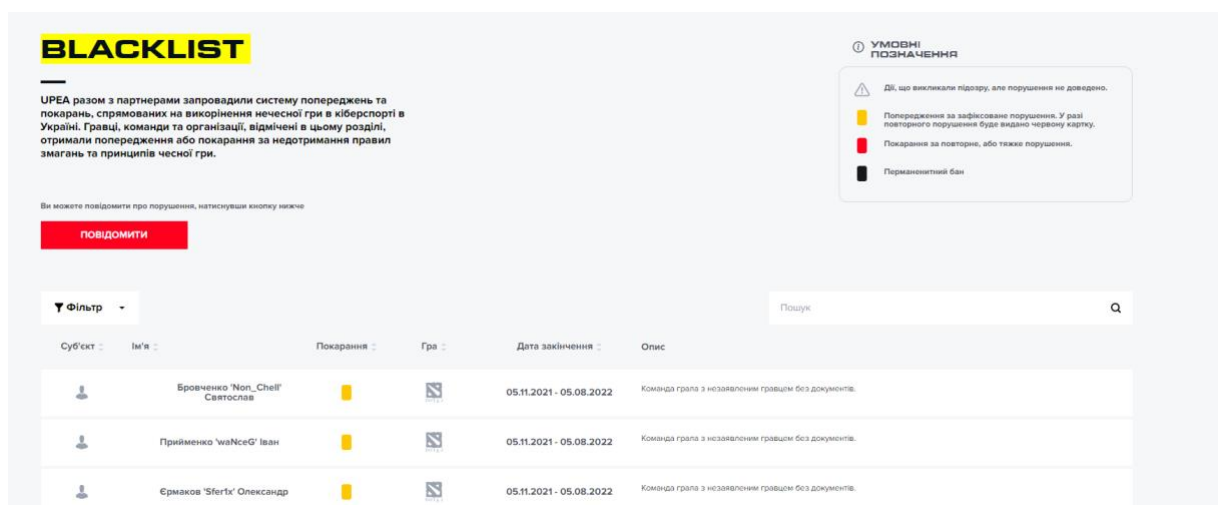 BLACKLIST
UPEA разом з партнерами запровадили систему попереджень та
покарань, спрямованих на викорінення нечесної гри в кіберспорті в
Україні. Гравці, команди та організації, відмічені в цьому розділі,
отримали попередження або покарання за недотримання правил
змагань та принципів чесної гри.
Ви можете повідомити про порушення, натиснувши кнопку нижче
ПОВІДОМИТИ
УМОВНІ
ПОЗНАЧЕННЯ
Дії, що викликали підозру, але порушення не доведено.
Попередження за зафіксоване порушення. У разі
повторного порушення буде видано червону картку.
Покарання за повторне, або тяжке порушення.
Перманенитний бан
Фільтр
Пошук
Суб'єкт Ім'я Покарання Гра Дата закінчення Опис
Бровченко 'Non_Chell'
Святослав
05.11.2021 - 05.08.2022 Команда грала з незаявленим гравцем без документів.
Прийменко 'waNceG' Іван 05.11.2021 - 05.08.2022 Команда грала з незаявленим гравцем без документів.
Єрмаков 'Sfer1x' Олександр 05.11.2021 - 05.08.2022 Команда грала з незаявленим гравцем без документів.